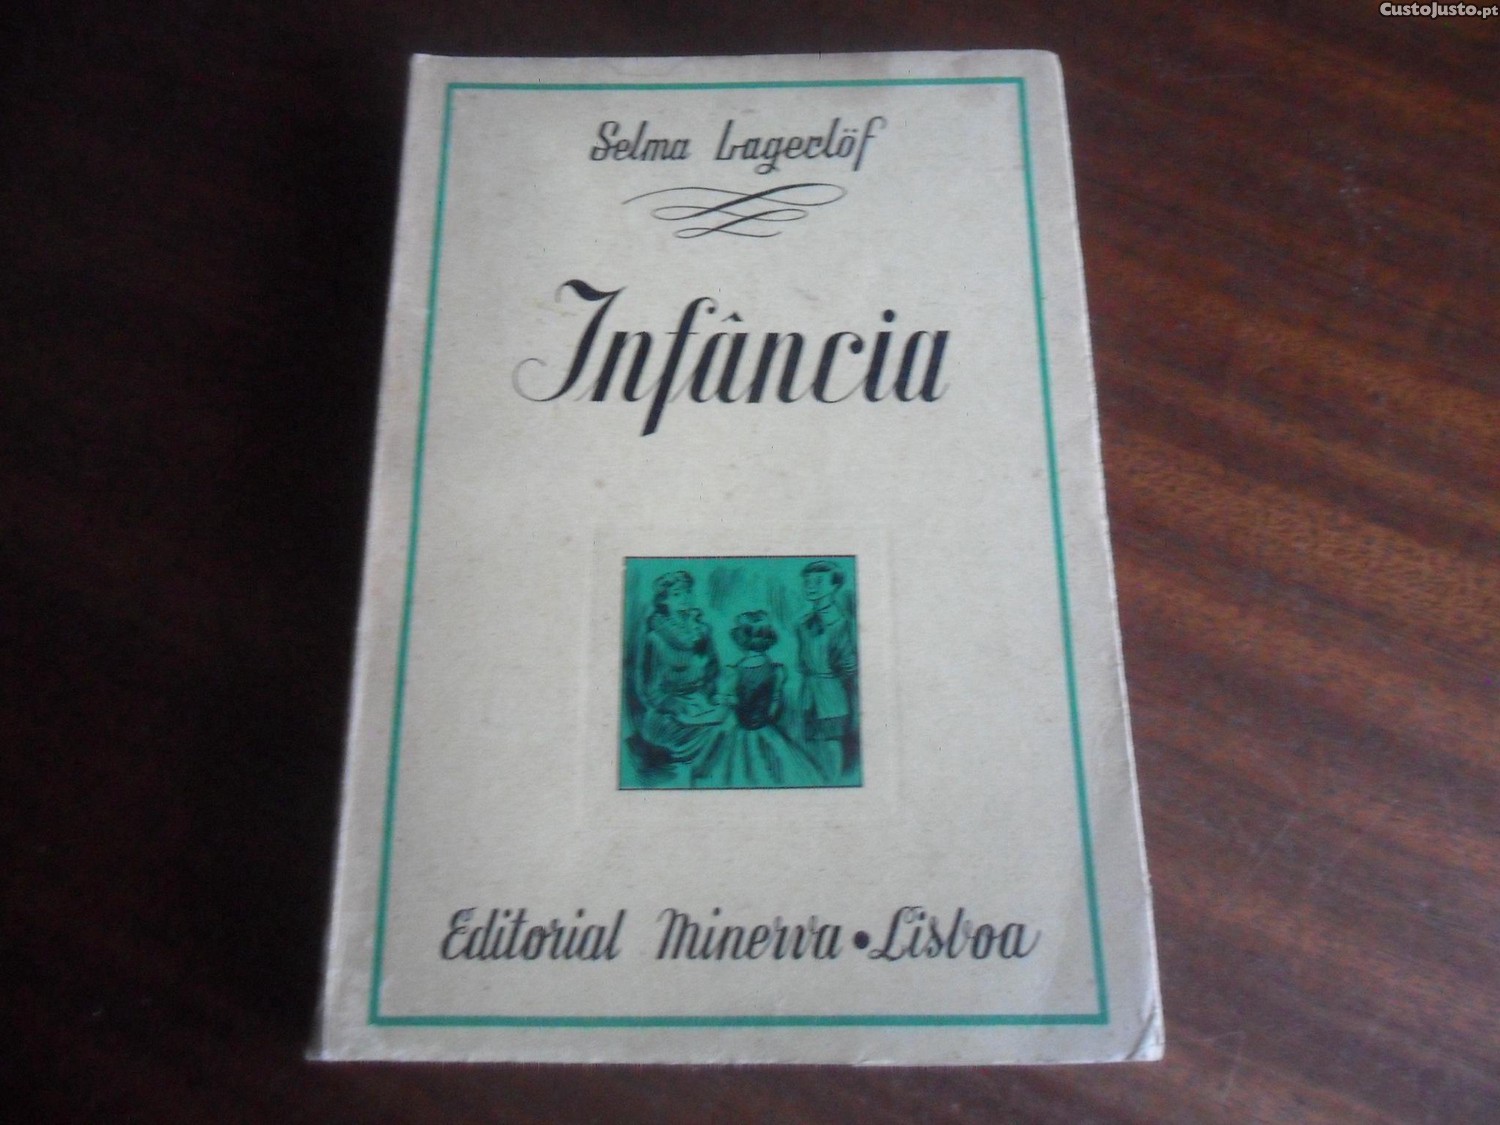 CustoJusto.pt
Selma Lagerlöf
Infância
Editorial Minerva • Lisboa